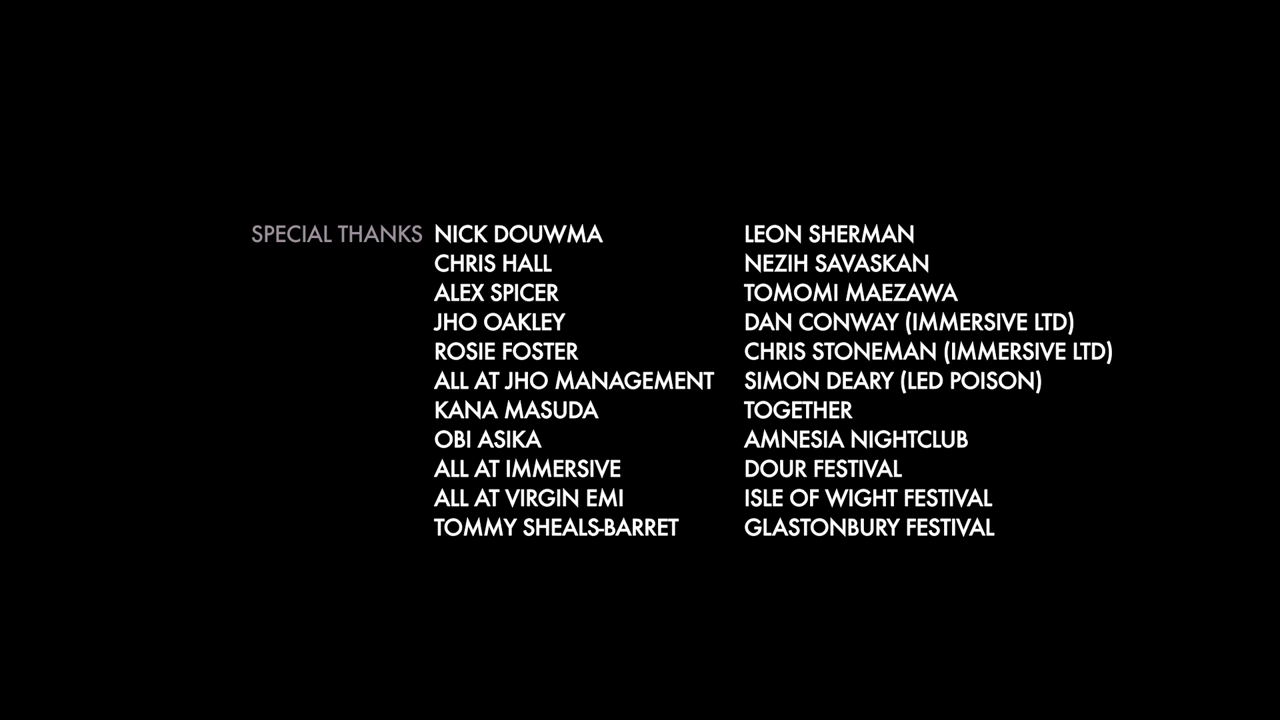 SPECIAL THANKS
NICK DOUWMA
CHRIS HALL
ALEX SPICER
JHO OAKLEY
ROSIE FOSTER
ALL AT JHO MANAGEMENT
KANA MASUDA
OBI ASIKA
ALL AT IMMERSIVE
ALL AT VIRGIN EMI
TOMMY SHEALS-BARRET
LEON SHERMAN
NEZIH SAVASKAN
TOMOMI MAEZAWA
DAN CONWAY (IMMERSIVE LTD)
CHRIS STONEMAN (IMMERSIVE LTD)
SIMON DEARY (LED POISON)
TOGETHER
AMNESIA NIGHTCLUB
DOUR FESTIVAL
ISLE OF WIGHT FESTIVAL
GLASTONBURY FESTIVAL